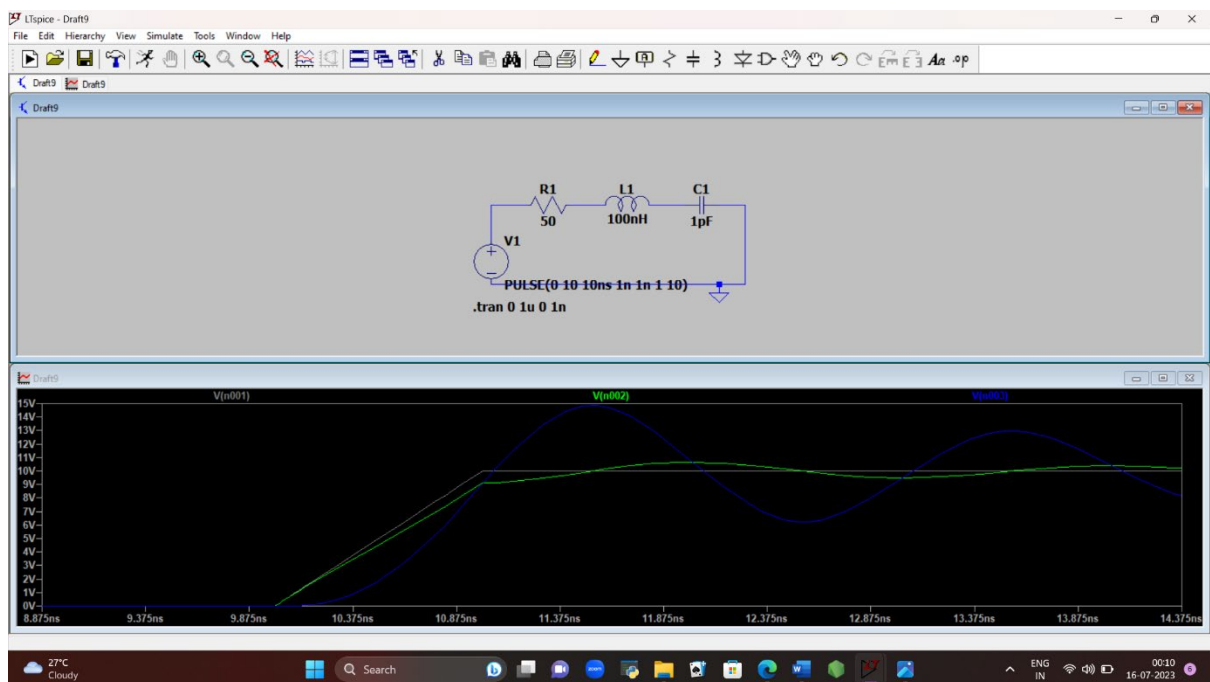 LTspice - Draft9
File Edit Hierarchy View Simulate Tools Window Help
Aa .op
Draft9 Draft9
Draft9
R1 L1 C1
50 100nH 1pF
V1
PULSE(0 10 10ns 1n 1n 1 10)
.tran 0 1u 0 1n
Draft9
V(n001) V(n002) V(n003)
15V
14V
13V
12V
11V
10V
9V
8V
7V
6V
5V
4V
3V
2V
1V
0V
8.875ns 9.375ns 9.875ns 10.375ns 10.875ns 11.375ns 11.875ns 12.375ns 12.875ns 13.375ns 13.875ns 14.375ns
27°C
Cloudy
Search
ENG
IN
00:10
16-07-2023
6